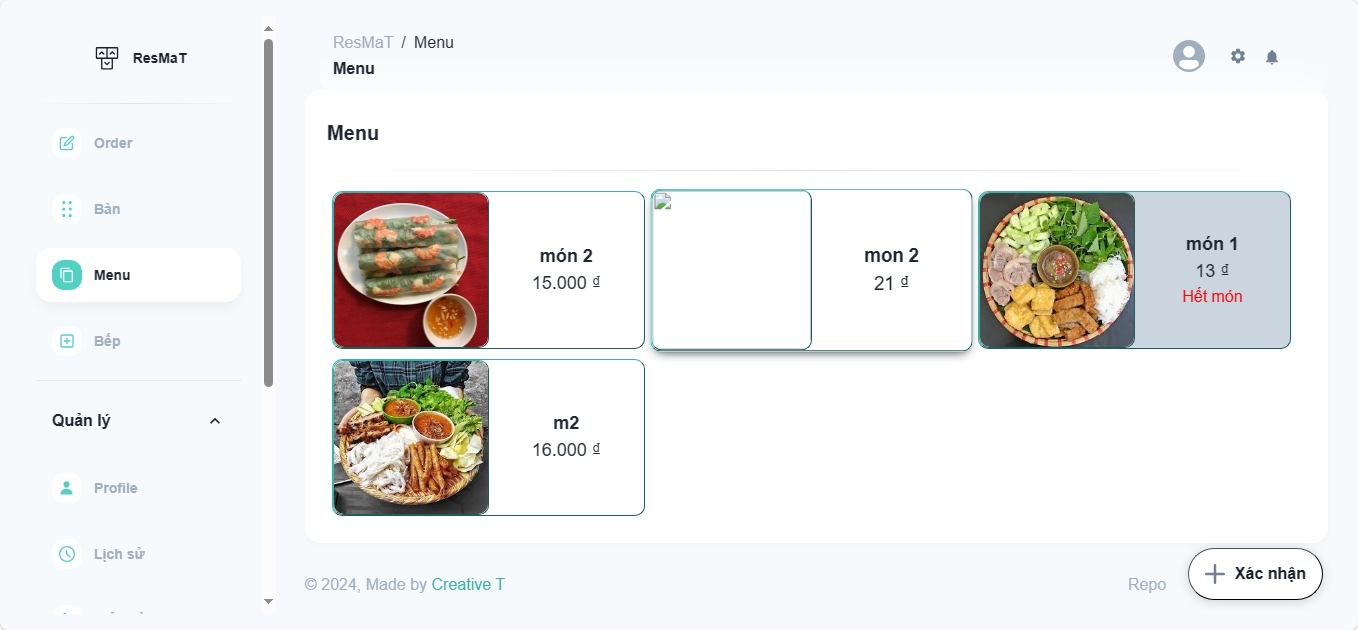 ResMaT
Order
Bàn
Menu
Bếp
Quản lý
Profile
Lịch sử
ResMaT / Menu
Menu
Menu
món 2
15.000 ₫
mon 2
21 ₫
món 1
13 ₫
Hết món
m2
16.000 ₫
© 2024, Made by Creative T
Repo
Xác nhận